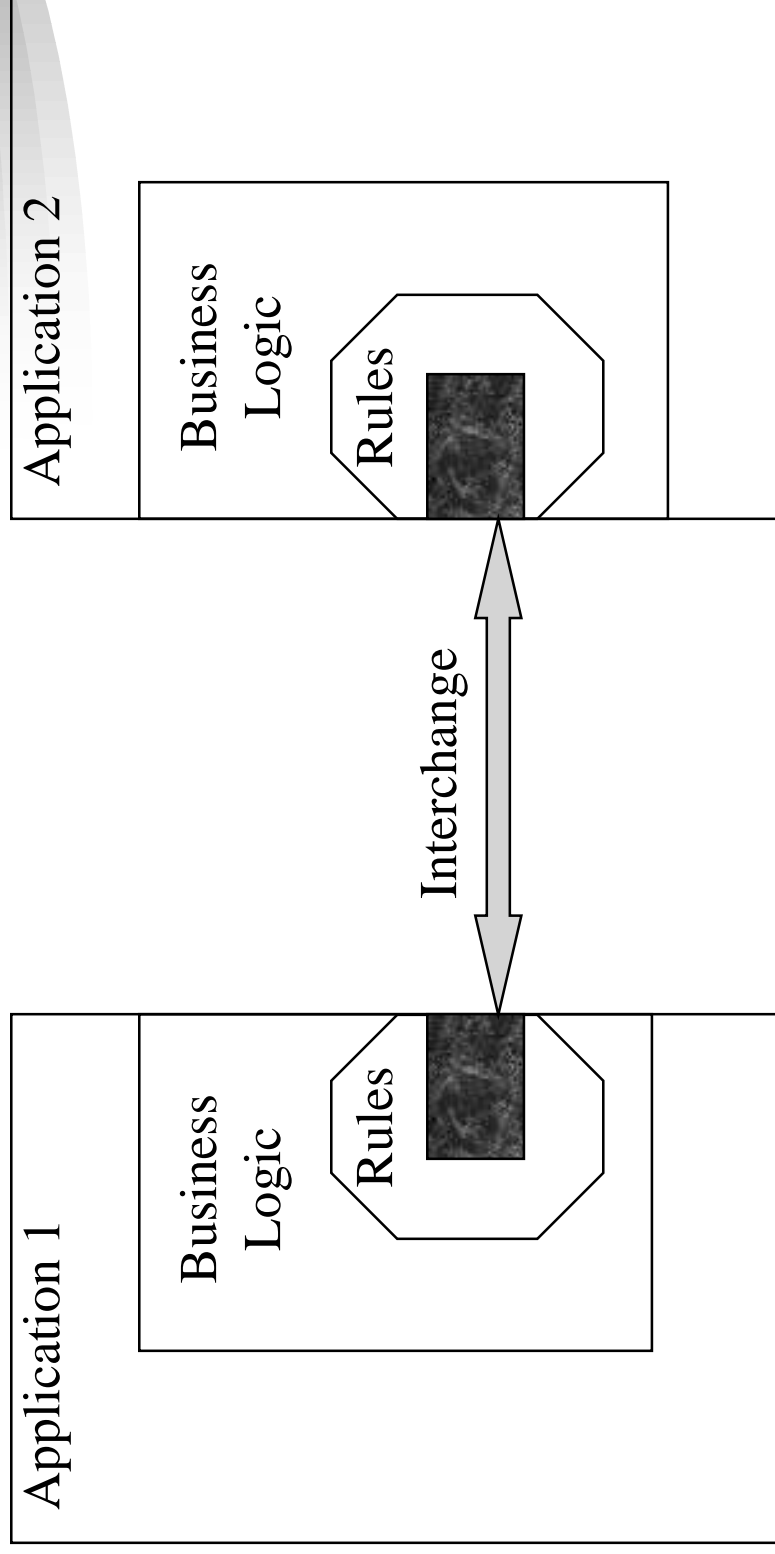 Application 1
Business
Logic
Rules
Interchange
Application 2
Business
Logic
Rules